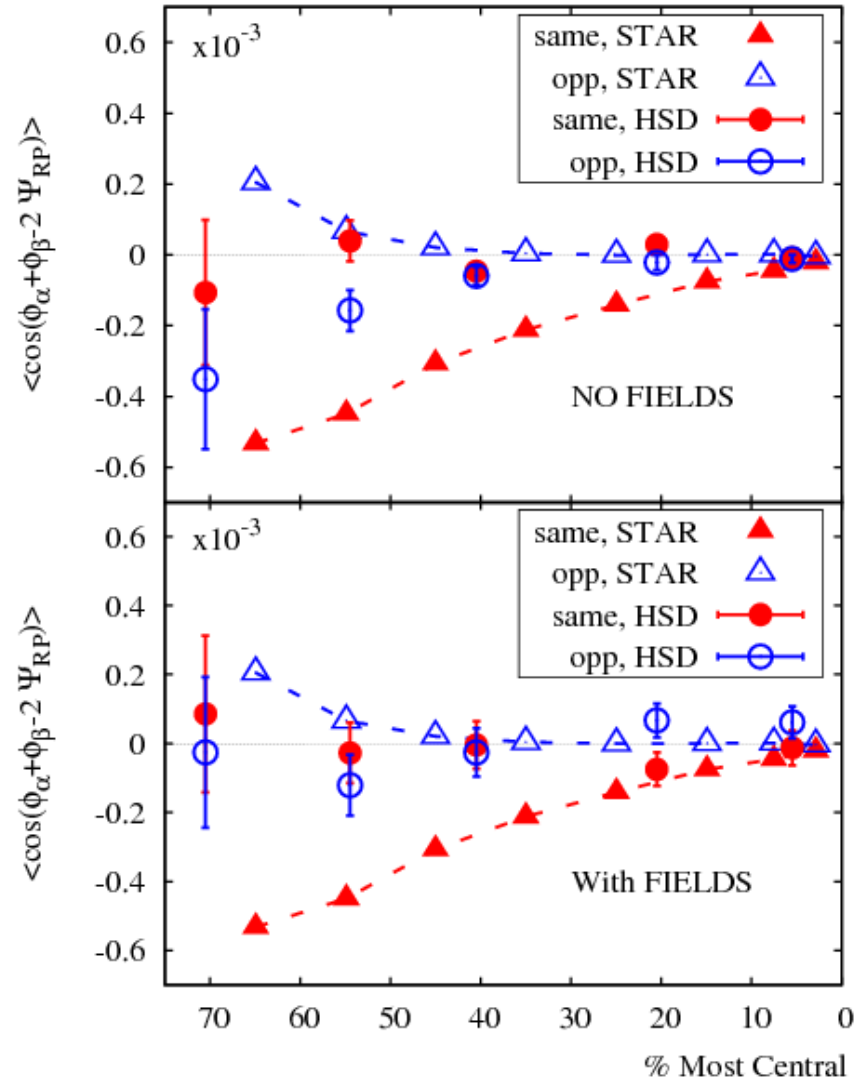 x10⁻³
same, STAR
opp, STAR
same, HSD
opp, HSD
0.6
0.4
0.2
0
-0.2
-0.4
-0.6
<cos(ϕα+ϕβ-2 ΨRP)>
NO FIELDS
x10⁻³
same, STAR
opp, STAR
same, HSD
opp, HSD
0.6
0.4
0.2
0
-0.2
-0.4
-0.6
<cos(ϕα+ϕβ-2 ΨRP)>
With FIELDS
70 60 50 40 30 20 10 0
% Most Central